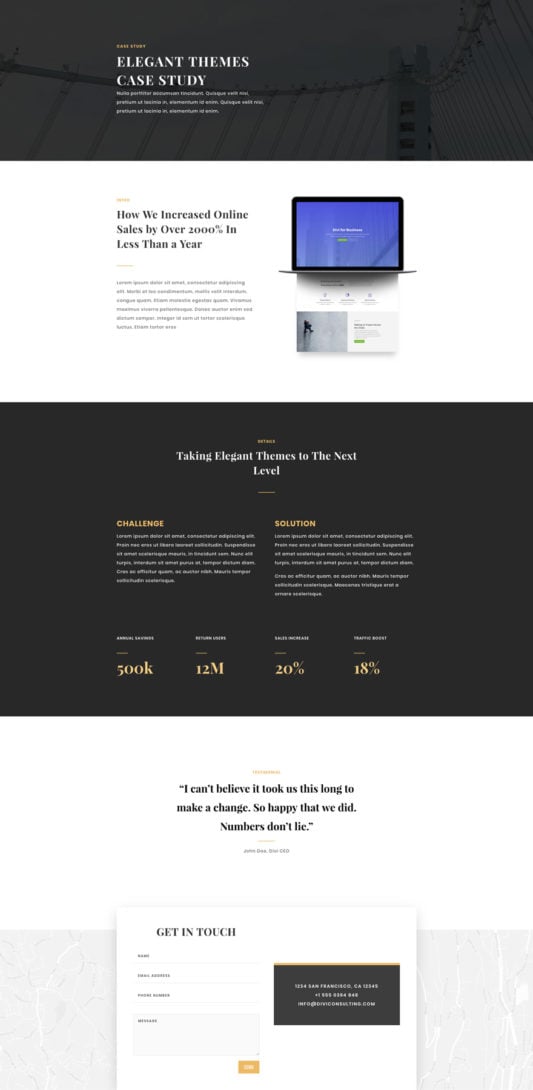 CASE STUDY
ELEGANT THEMES
CASE STUDY
Nulla porttitor accumsan tincidunt. Quisque velit nisi,
pretium ut lacinia in, elementum id enim. Quisque velit nisi,
pretium ut lacinia in, elementum id enim.
INTRO
How We Increased Online
Sales by Over 2000% In
Less Than a Year
Lorem ipsum dolor sit amet, consectetur adipiscing
elit. Morbi at leo condimentum, mollis velit interdum,
congue quam. Etiam molestie egestas quam. Vivamus
maximus viverra pellentesque. Donec auctor enim sed
dictum semper. Integer id sem ut tortor scelerisque
luctus. Etiam tortor eros
Divi for Business
DETAILS
Taking Elegant Themes to The Next
Level
CHALLENGE
Lorem ipsum dolor sit amet, consectetur adipiscing elit.
Proin nec eros ut libero laoreet sollicitudin. Suspendisse
sit amet scelerisque mauris, in tincidunt sem. Nunc elit
turpis, interdum sit amet purus at, tempor dictum diam.
Cras ac efficitur quam, ac auctor nibh. Mauris tempor
sollicitudin scelerisque.
SOLUTION
Lorem ipsum dolor sit amet, consectetur adipiscing elit.
Proin nec eros ut libero laoreet sollicitudin. Suspendisse
sit amet scelerisque mauris, in tincidunt sem. Nunc elit
turpis, interdum sit amet purus at, tempor dictum diam.
Cras ac efficitur quam, ac auctor nibh. Mauris tempor
sollicitudin scelerisque. Maecenas tristique erat a
ornare scelerisque.
ANNUAL SAVINGS
500k
RETURN USERS
12M
SALES INCREASE
20%
TRAFFIC BOOST
18%
TESTIMONIAL
“I can’t believe it took us this long to
make a change. So happy that we did.
Numbers don’t lie.”
John Doe, Divi CEO
GET IN TOUCH
NAME
EMAIL ADDRESS
PHONE NUMBER
MESSAGE
SEND
1234 SAN FRANCISCO, CA 12345
+1 555 0384 846
INFO@DIVICONSULTING.COM